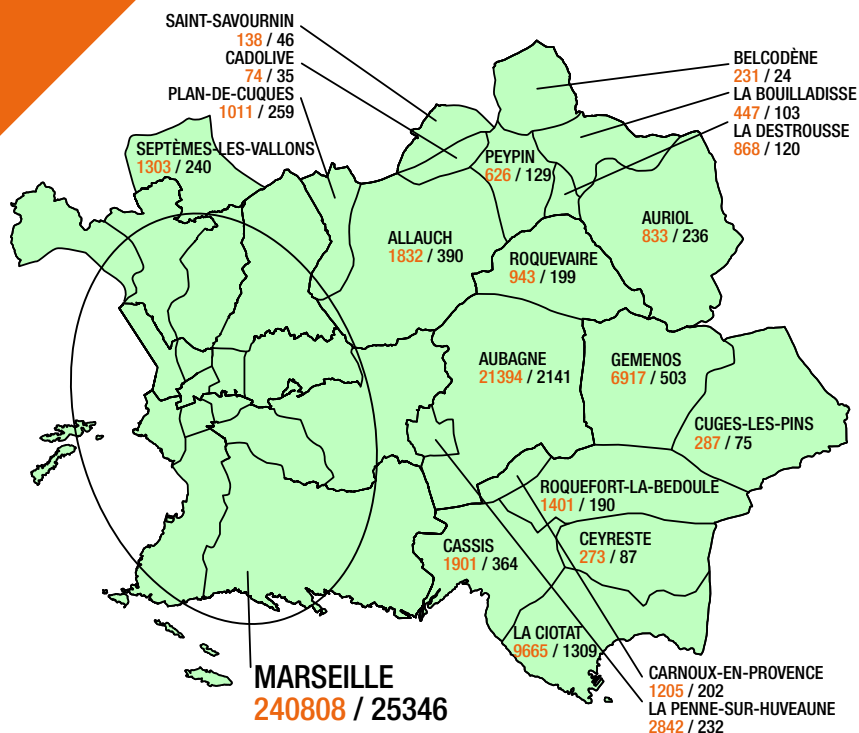 SAINT-SAVOURNIN
138 / 46
CADOLIVE
74 / 35
PLAN-DE-CUQUES
1011 / 259
BELCODÈNE
231 / 24
LA BOUILLADISSE
447 / 103
LA DESTROUSSE
868 / 120
SEPTÈMES-LES-VALLONS
1303 / 240
PEYPIN
626 / 129
AURIOL
833 / 236
ALLAUCH
1832 / 390
ROQUEVAIRE
943 / 199
AUBAGNE
21394 / 2141
GEMENOS
6917 / 503
CUGES-LES-PINS
287 / 75
ROQUEFORT-LA-BEDOULE
1401 / 190
CASSIS
1901 / 364
CEYRESTE
273 / 87
LA CIOTAT
9665 / 1309
MARSEILLE
240808 / 25346
CARNOUX-EN-PROVENCE
1205 / 202
LA PENNE-SUR-HUVEAUNE
2842 / 232